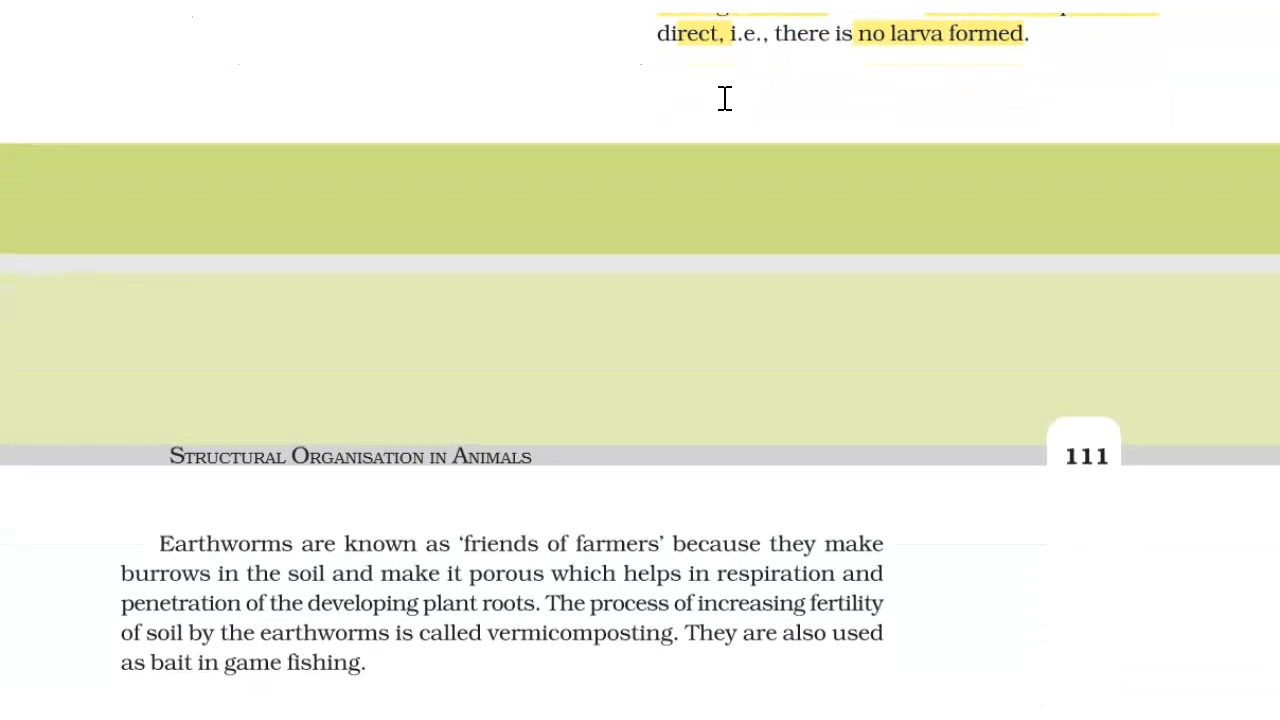 direct, i.e., there is no larva formed.
STRUCTURAL ORGANISATION IN ANIMALS
111
Earthworms are known as ‘friends of farmers’ because they make
burrows in the soil and make it porous which helps in respiration and
penetration of the developing plant roots. The process of increasing fertility
of soil by the earthworms is called vermicomposting. They are also used
as bait in game fishing.